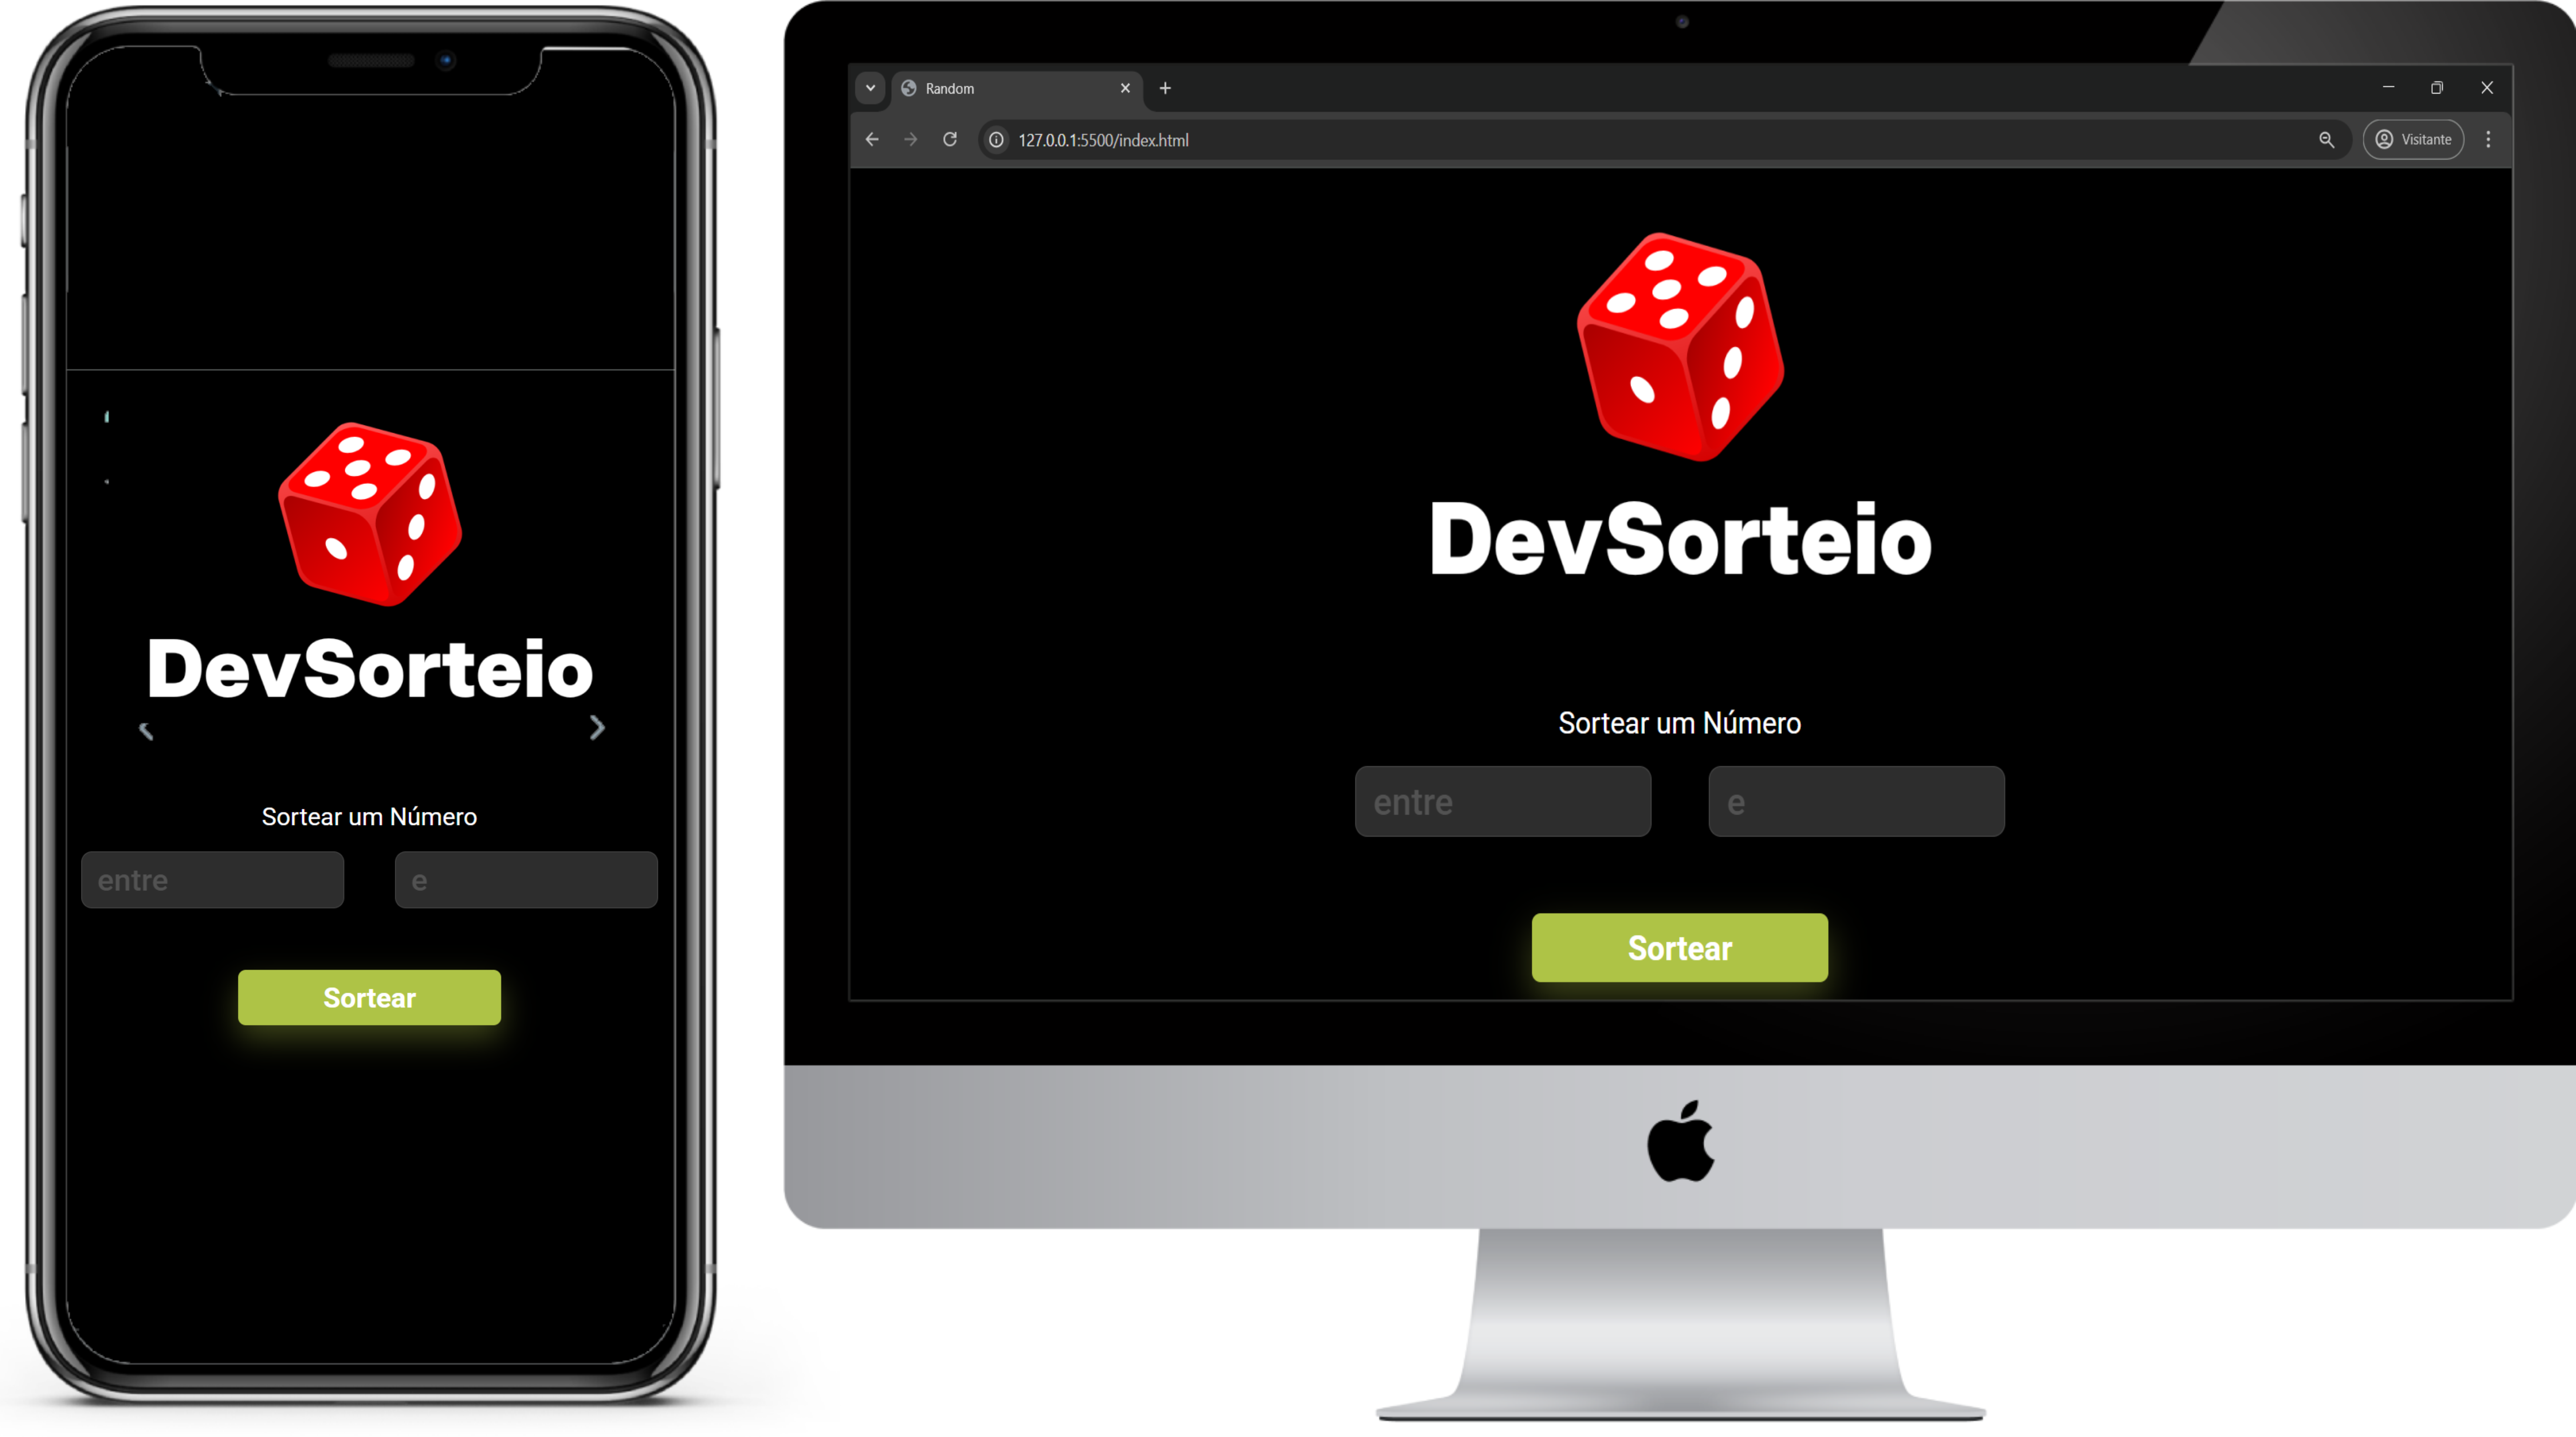 DevSorteio
Sortear um Número
entre
e
Sortear
Random
127.0.0.1:5500/index.html
Visitante
DevSorteio
Sortear um Número
entre
e
Sortear